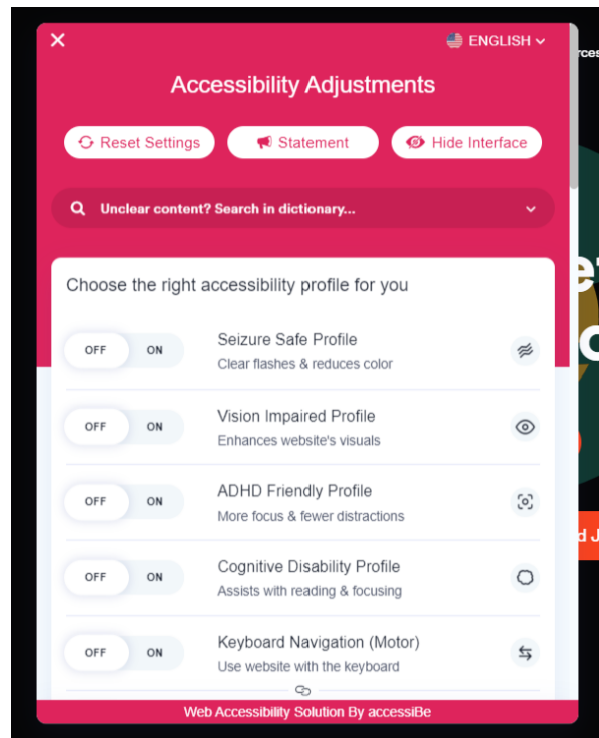 ENGLISH
rces
Accessibility Adjustments
Reset Settings
Statement
Hide Interface
Unclear content? Search in dictionary...
Choose the right accessibility profile for you
OFF ON
Seizure Safe Profile
Clear flashes & reduces color
OFF ON
Vision Impaired Profile
Enhances website's visuals
OFF ON
ADHD Friendly Profile
More focus & fewer distractions
OFF ON
Cognitive Disability Profile
Assists with reading & focusing
OFF ON
Keyboard Navigation (Motor)
Use website with the keyboard
d J
Web Accessibility Solution By accessiBe